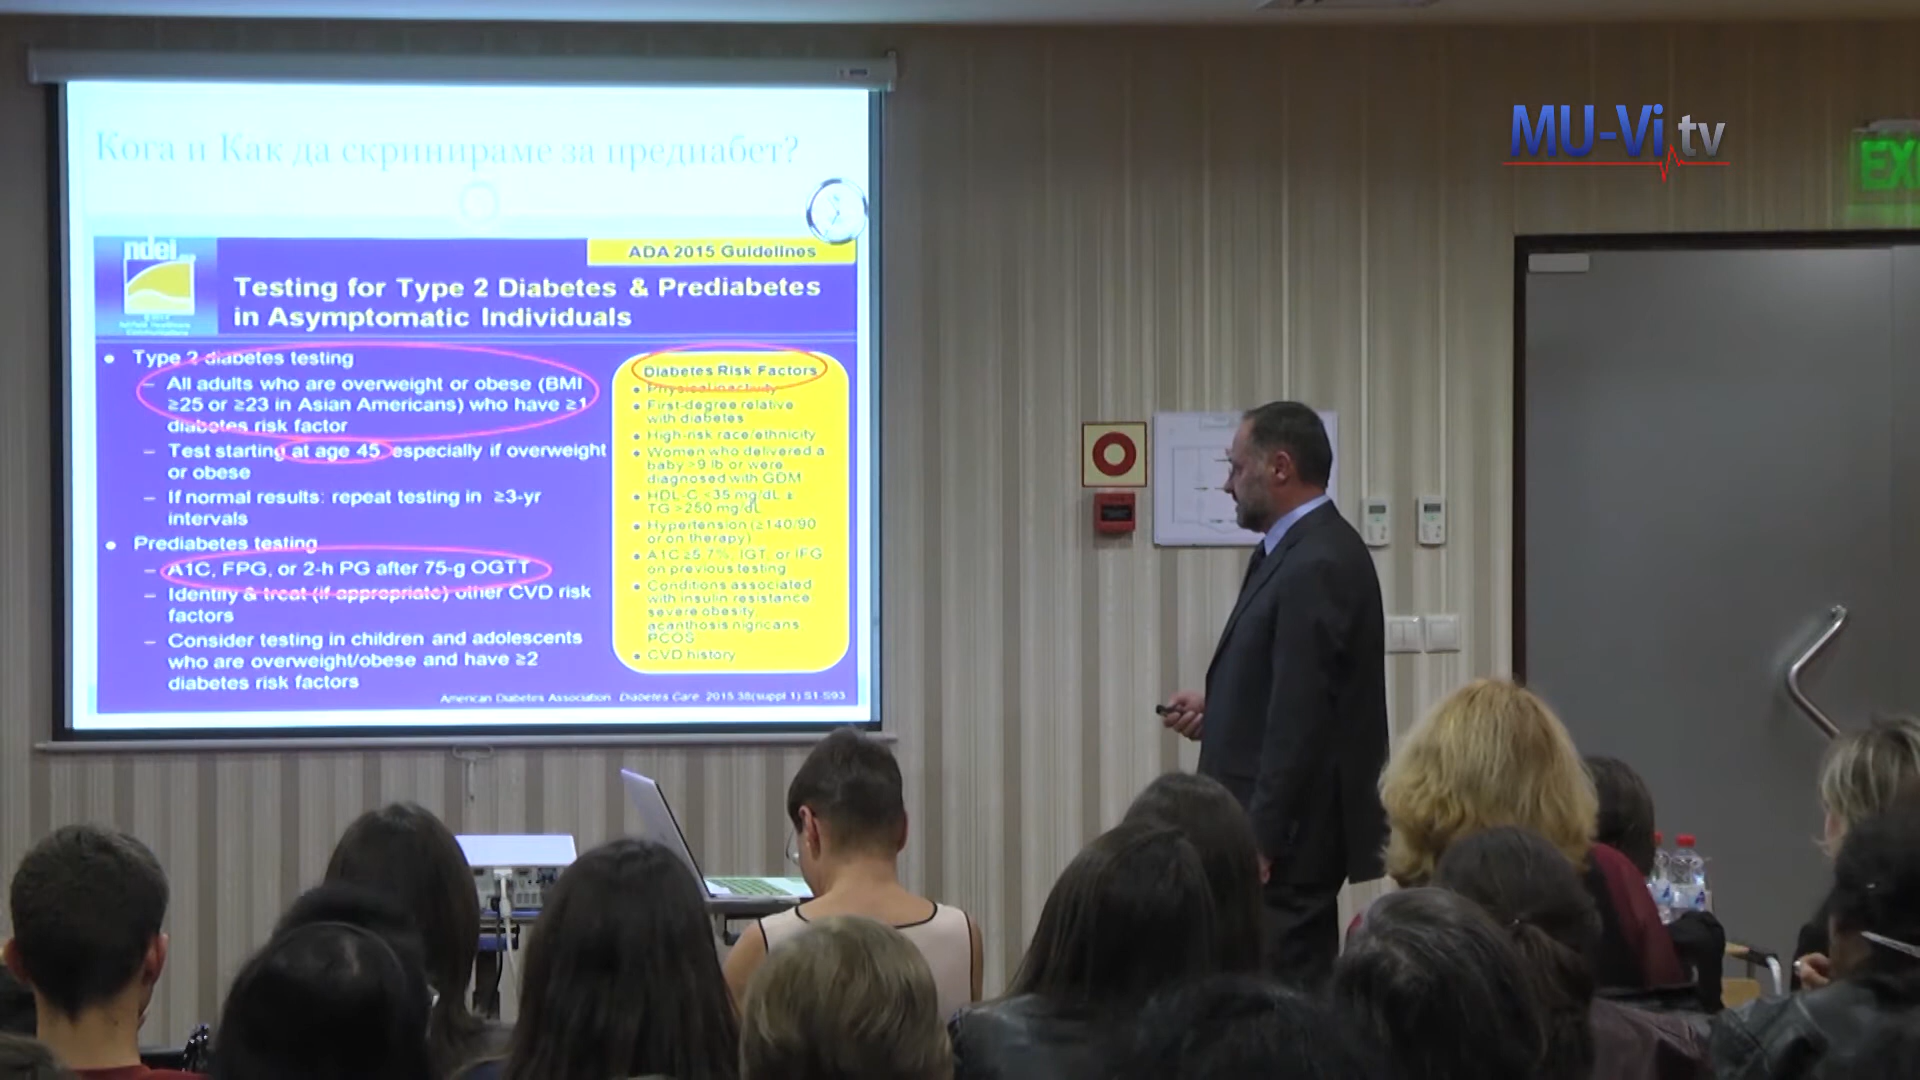 MU-Vi.tv
EX
Кога и Как да скринираме за предиабет?
ndei
ADA 2015 Guidelines
Testing for Type 2 Diabetes & Prediabetes
in Asymptomatic Individuals
• Type 2 diabetes testing
– All adults who are overweight or obese (BMI
≥25 or ≥23 in Asian Americans) who have ≥1
diabetes risk factor
– Test starting at age 45 especially if overweight
or obese
– If normal results: repeat testing in ≥3-yr
intervals
• Prediabetes testing
– A1C, FPG, or 2-h PG after 75-g OGTT
– Identify & treat (if appropriate) other CVD risk
factors
– Consider testing in children and adolescents
who are overweight/obese and have ≥2
diabetes risk factors
Diabetes Risk Factors
• Physical inactivity
• First-degree relative
with diabetes
• High-risk race/ethnicity
• Women who delivered a
baby >9 lb or were
diagnosed with GDM
• HDL-C <35 mg/dL ±
TG >250 mg/dL
• Hypertension (≥140/90
or on therapy)
• A1C ≥5.7%, IGT, or IFG
on previous testing
• Conditions associated
with insulin resistance
severe obesity,
acanthosis nigricans
PCOS
• CVD history
American Diabetes Association. Diabetes Care. 2015;38(suppl 1) S1-S93